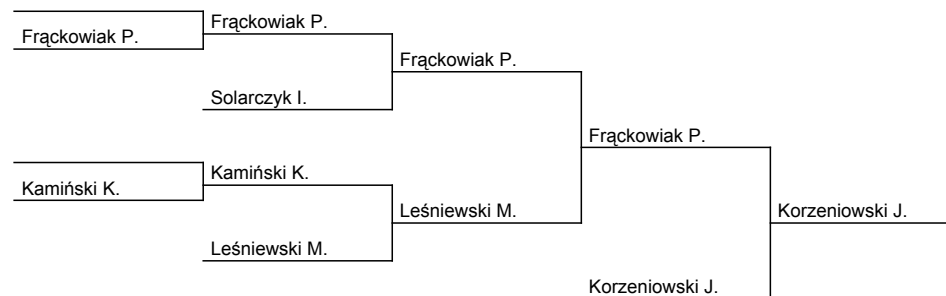 Frąckowiak P.
Frąckowiak P.
Frąckowiak P.
Solarczyk I.
Frąckowiak P.
Kamiński K.
Kamiński K.
Leśniewski M.
Korzeniowski J.
Leśniewski M.
Korzeniowski J.